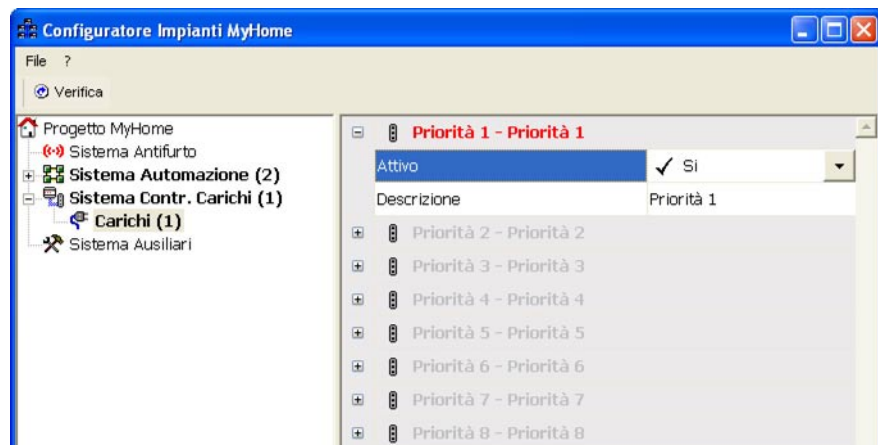 Configuratore Impianti MyHome
File ?
Verifica
Progetto MyHome
Sistema Antifurto
Sistema Automazione (2)
Sistema Contr. Carichi (1)
Carichi (1)
Sistema Ausiliari
Priorità 1 - Priorità 1
Attivo Si
Descrizione Priorità 1
Priorità 2 - Priorità 2
Priorità 3 - Priorità 3
Priorità 4 - Priorità 4
Priorità 5 - Priorità 5
Priorità 6 - Priorità 6
Priorità 7 - Priorità 7
Priorità 8 - Priorità 8